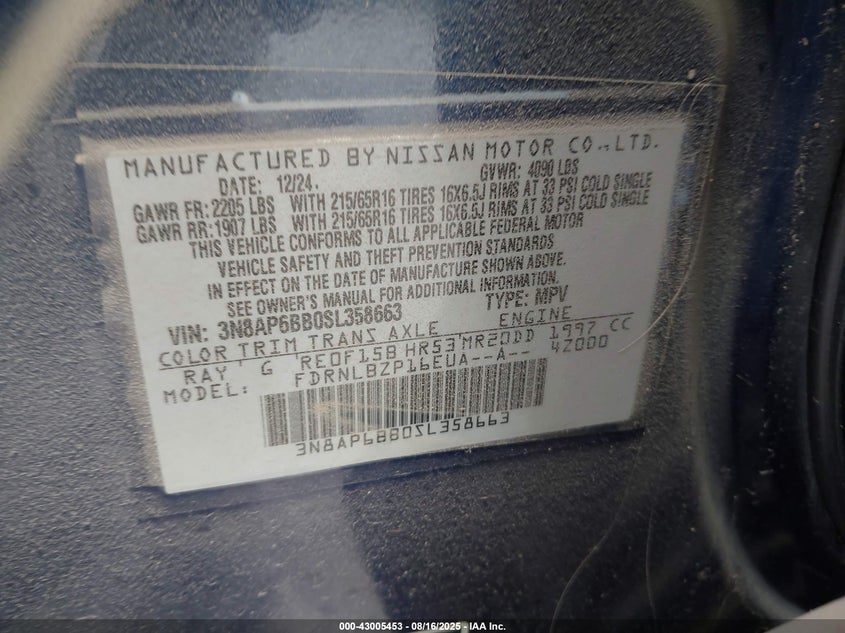 MANUFACTURED BY NISSAN MOTOR CO.,LTD.
DATE: 12/24. GVWR: 4090 LBS
GAWR FR: 2205 LBS WITH 215/65R16 TIRES 16X6.5J RIMS AT 33 PSI COLD SINGLE
GAWR RR: 1907 LBS WITH 215/65R16 TIRES 16X6.5J RIMS AT 33 PSI COLD SINGLE
THIS VEHICLE CONFORMS TO ALL APPLICABLE FEDERAL MOTOR
VEHICLE SAFETY AND THEFT PREVENTION STANDARDS
IN EFFECT ON THE DATE OF MANUFACTURE SHOWN ABOVE.
SEE OWNER'S MANUAL FOR ADDITIONAL INFORMATION.
VIN: 3N8AP6BB0SL358663 TYPE: MPV
COLOR TRIM TRANS AXLE ENGINE
RAY G RE0F15B HR53 MR20DD 1997 CC
MODEL: FDRNLBZP16EUA--A-- 4Z000
3N8AP6BB0SL358663
000-43005453 - 08/16/2025 - IAA Inc.